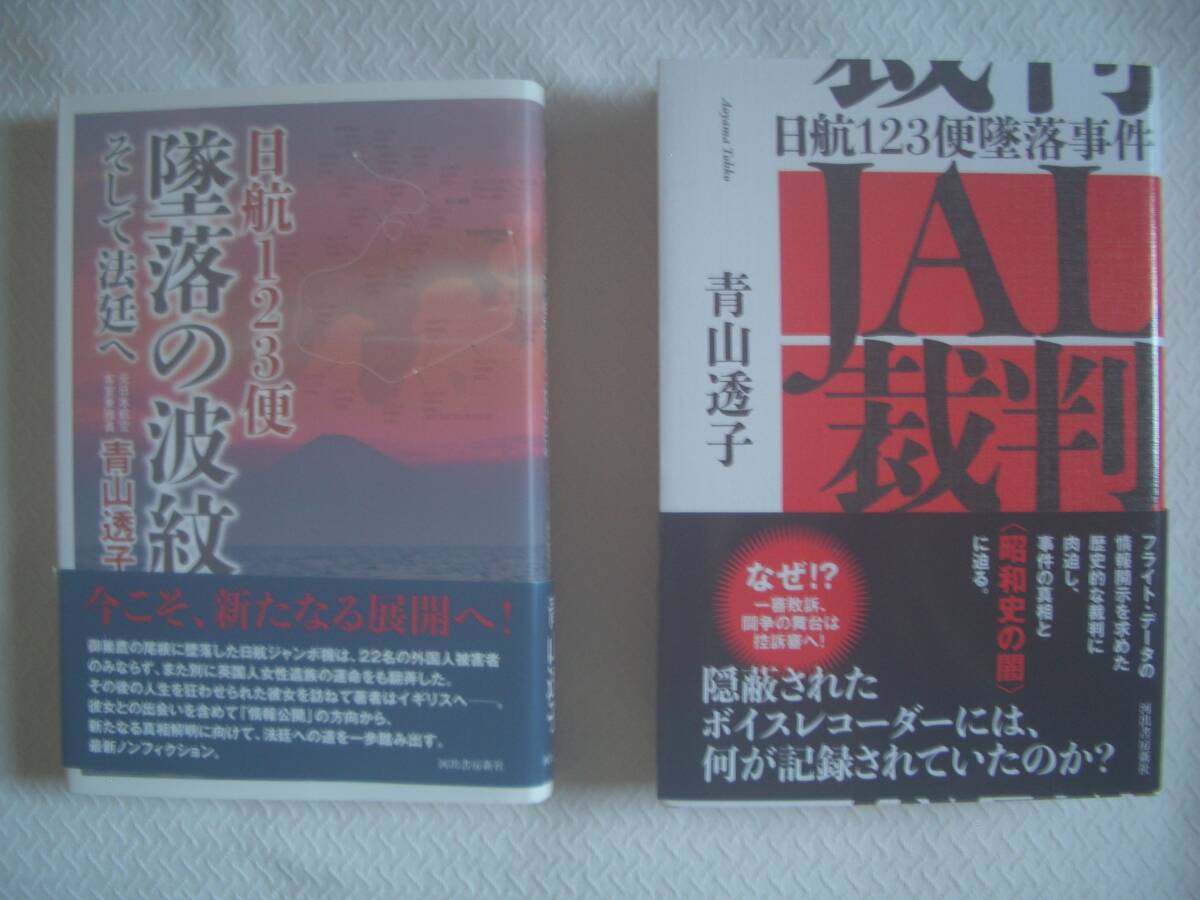 日航123便
墜落の波紋
そして法廷へ
元日本航空
客室乗務員
青山透子
今こそ、新たなる展開へ!
御巣鷹の尾根に墜落した日航ジャンボ機は、22名の外国人被害者
のみならず、また別に英国人女性遺族の運命をも翻弄した。
その後の人生を狂わせられた彼女を訪ねて著者はイギリスへ──。
彼女との出会いを含めて『情報公開』の方向から、
新たなる真相解明に向けて、法廷への道を一歩踏み出す。
最新ノンフィクション。
河出書房新社
裁判
日航123便墜落事件
JAL
裁判
Aoyama Toko
青山透子
フライト・データの
情報開示を求めた
歴史的な裁判に
肉迫し、
事件の真相と
〈昭和史の闇〉
に迫る。
なぜ!?
一審敗訴、
闘争の舞台は
控訴審へ!
隠蔽された
ボイスレコーダーには、
何が記録されていたのか?
河出書房新社